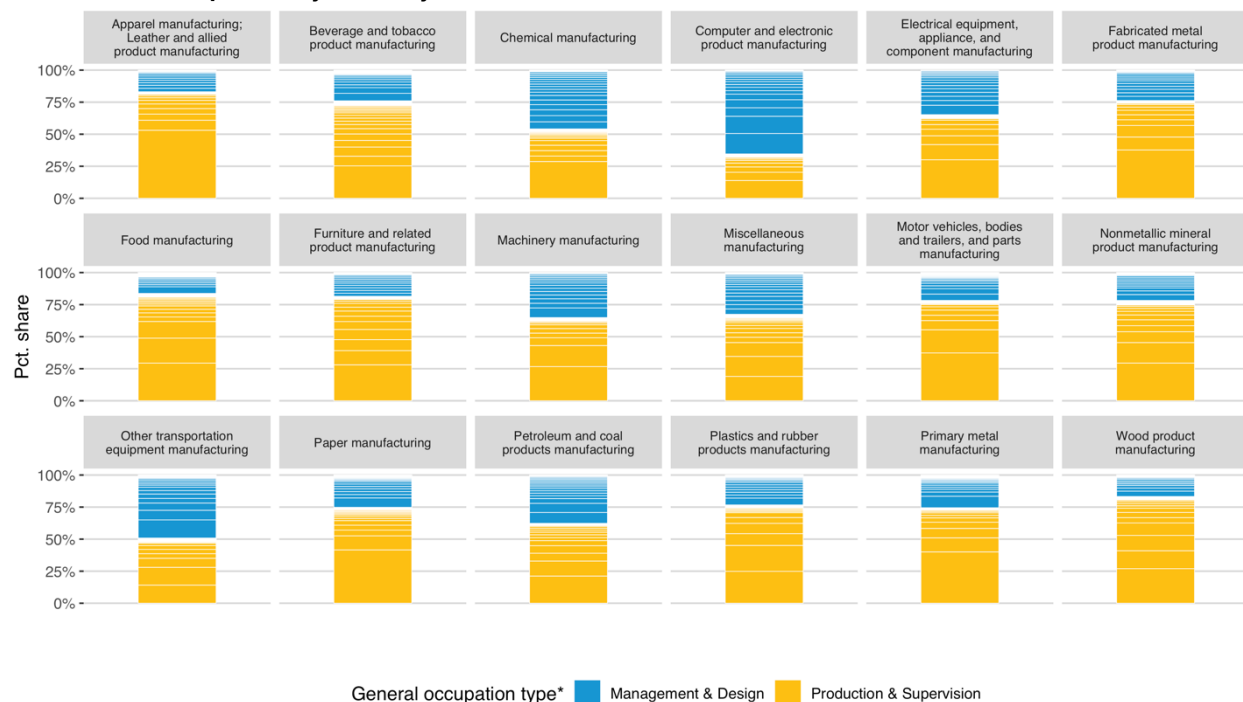 Apparel manufacturing;
Leather and allied
product manufacturing
Beverage and tobacco
product manufacturing
Chemical manufacturing
Computer and electronic
product manufacturing
Electrical equipment,
appliance, and
component manufacturing
Fabricated metal
product manufacturing
100%
75%
50%
25%
0%
Food manufacturing
Furniture and related
product manufacturing
Machinery manufacturing
Miscellaneous
manufacturing
Motor vehicles, bodies
and trailers, and parts
manufacturing
Nonmetallic mineral
product manufacturing
100%
75%
50%
25%
0%
Pct. share
Other transportation
equipment manufacturing
Paper manufacturing
Petroleum and coal
products manufacturing
Plastics and rubber
products manufacturing
Primary metal
manufacturing
Wood product
manufacturing
100%
75%
50%
25%
0%
General occupation type* Management & Design Production & Supervision